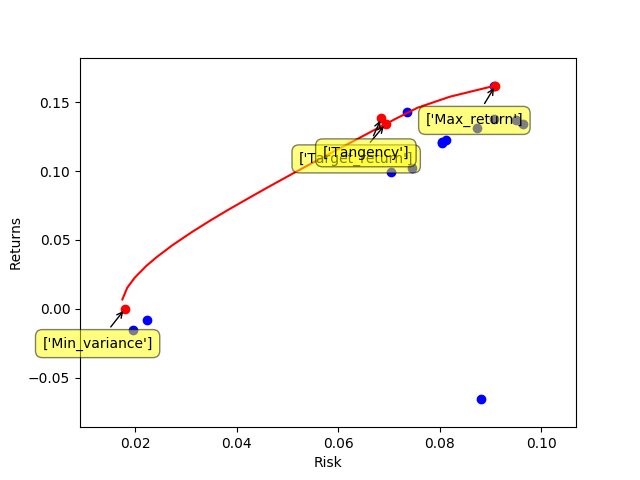 0.15
0.10
0.05
0.00
−0.05
Returns
['Max_return']
['Tangency']
['Target_return']
['Min_variance']
0.02
0.04
0.06
0.08
0.10
Risk